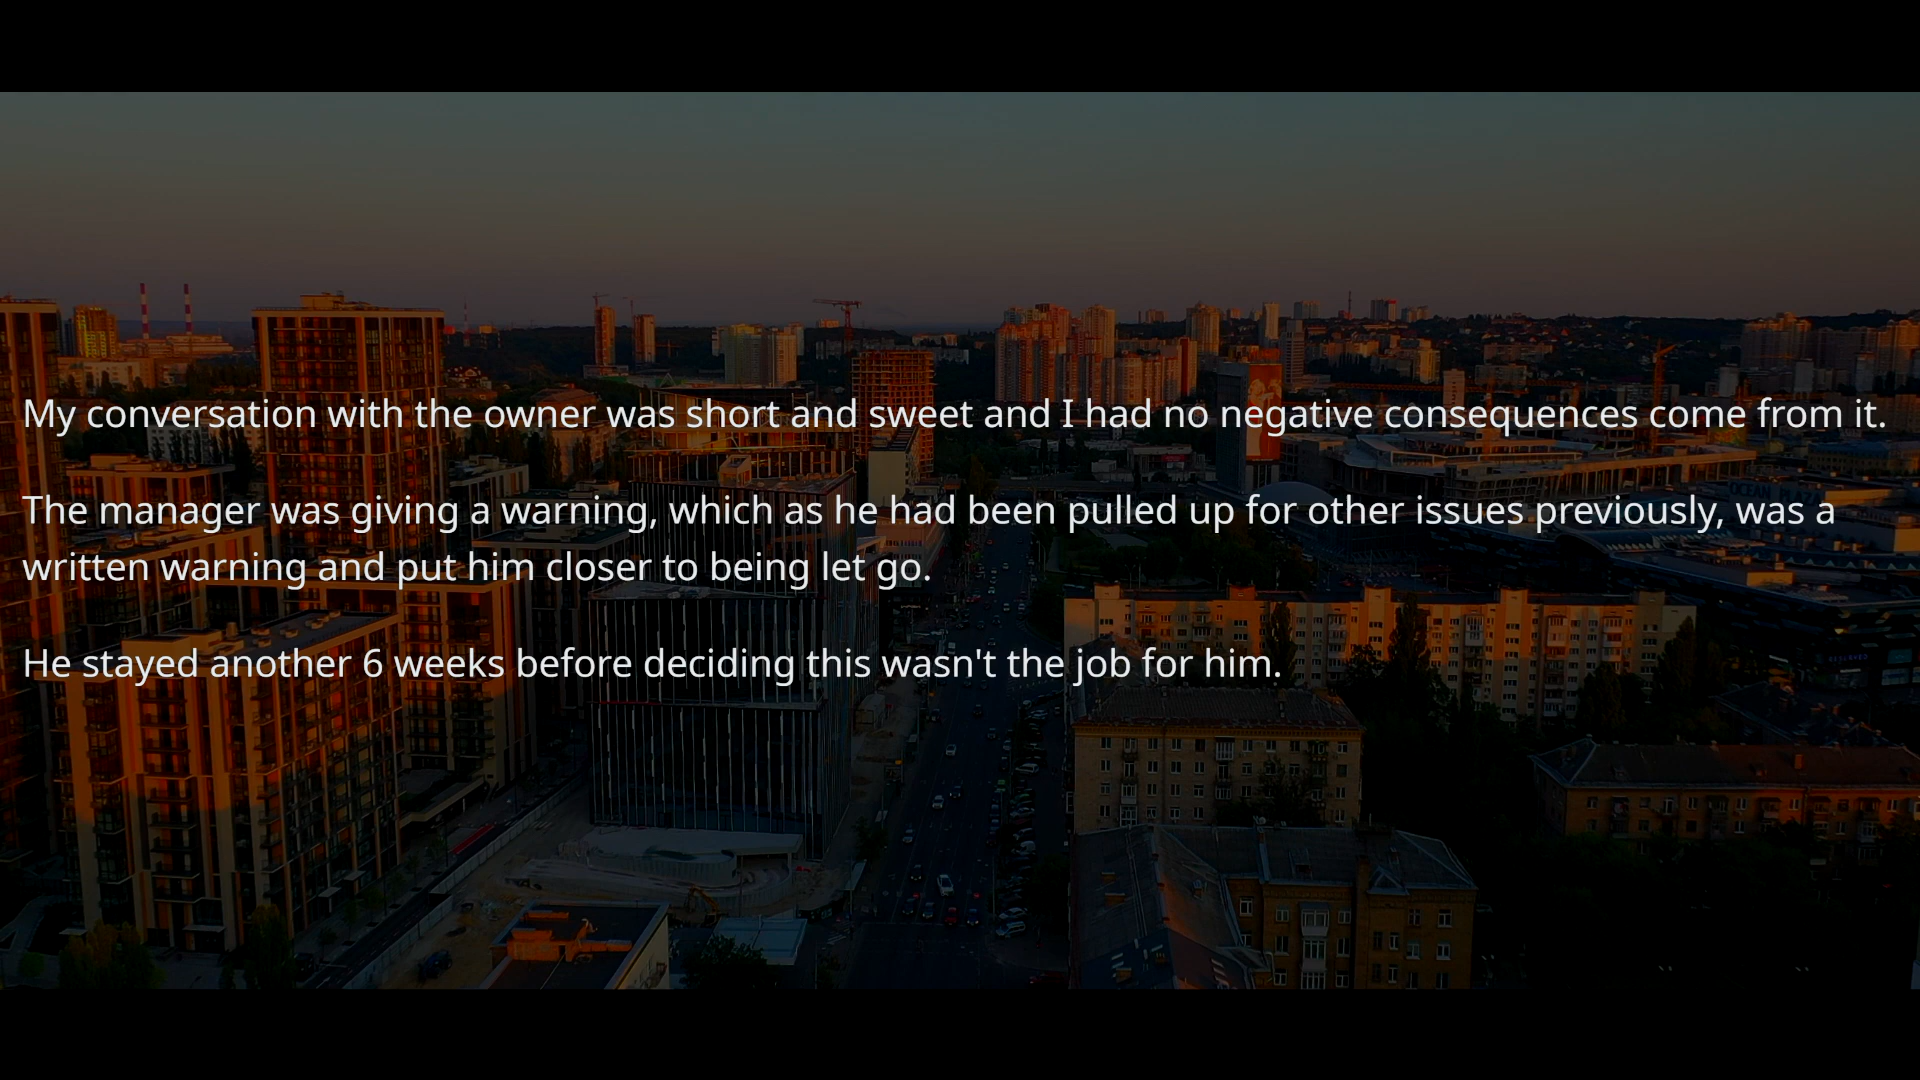 My conversation with the owner was short and sweet and I had no negative consequences come from it.
The manager was giving a warning, which as he had been pulled up for other issues previously, was a
written warning and put him closer to being let go.
He stayed another 6 weeks before deciding this wasn't the job for him.
OCEAN PLAZA